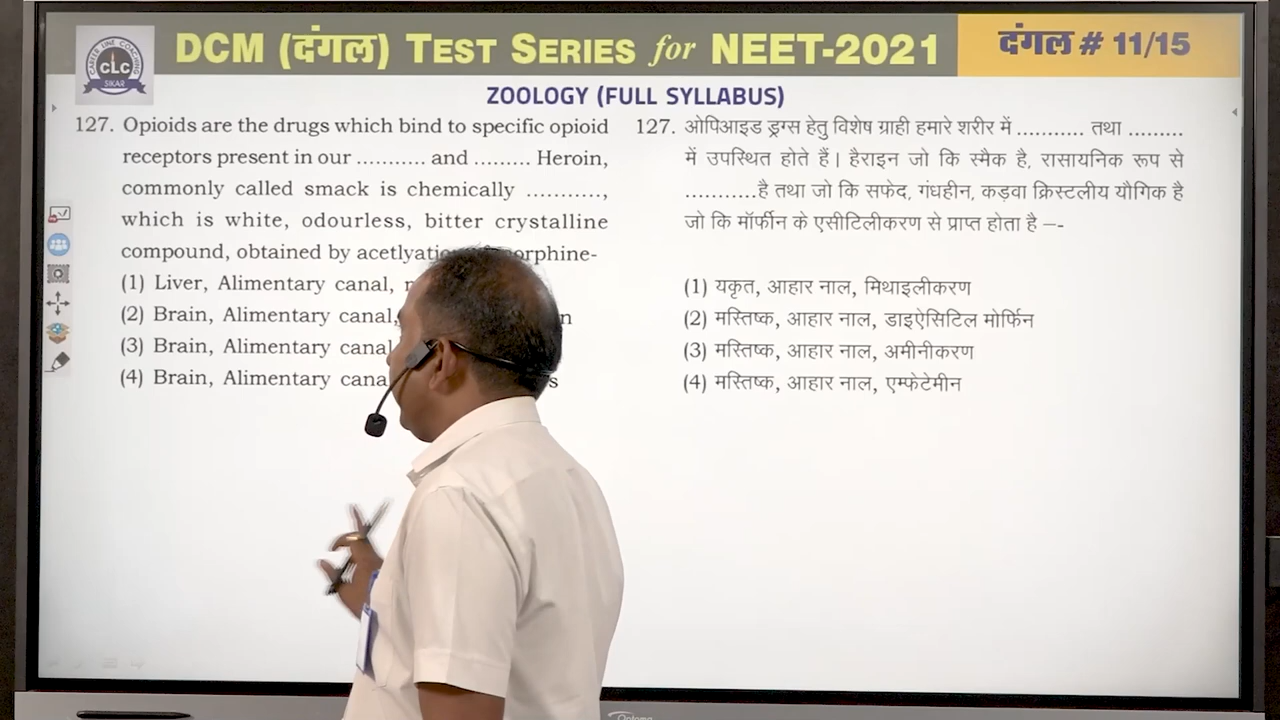 CAREER LINE COACHING
CLC
SIKAR
DCM (दंगल) TEST SERIES for NEET-2021
दंगल # 11/15
ZOOLOGY (FULL SYLLABUS)
127. Opioids are the drugs which bind to specific opioid
receptors present in our ........... and ......... Heroin,
commonly called smack is chemically ...........,
which is white, odourless, bitter crystalline
compound, obtained by
(1) Liver, Alimentary canal,
(2) Brain, Alimentary canal,
(3) Brain, Alimentary canal
(4) Brain, Alimentary
127. ओपिआइड ड्रग्स हेतु विशेष ग्राही हमारे शरीर में ........... तथा .........
में उपस्थित होते हैं। हैराइन जो कि स्मैक है, रासायनिक रूप से
...........है तथा जो कि सफेद, गंधहीन, कड़वा क्रिस्टलीय यौगिक है
जो कि मॉर्फीन के एसीटिलीकरण से प्राप्त होता है –-
(1) यकृत, आहार नाल, मिथाइलीकरण
(2) मस्तिष्क, आहार नाल, डाइऐसिटिल मोर्फिन
(3) मस्तिष्क, आहार नाल, अमीनीकरण
(4) मस्तिष्क, आहार नाल, एम्फेटेमीन
Optoma